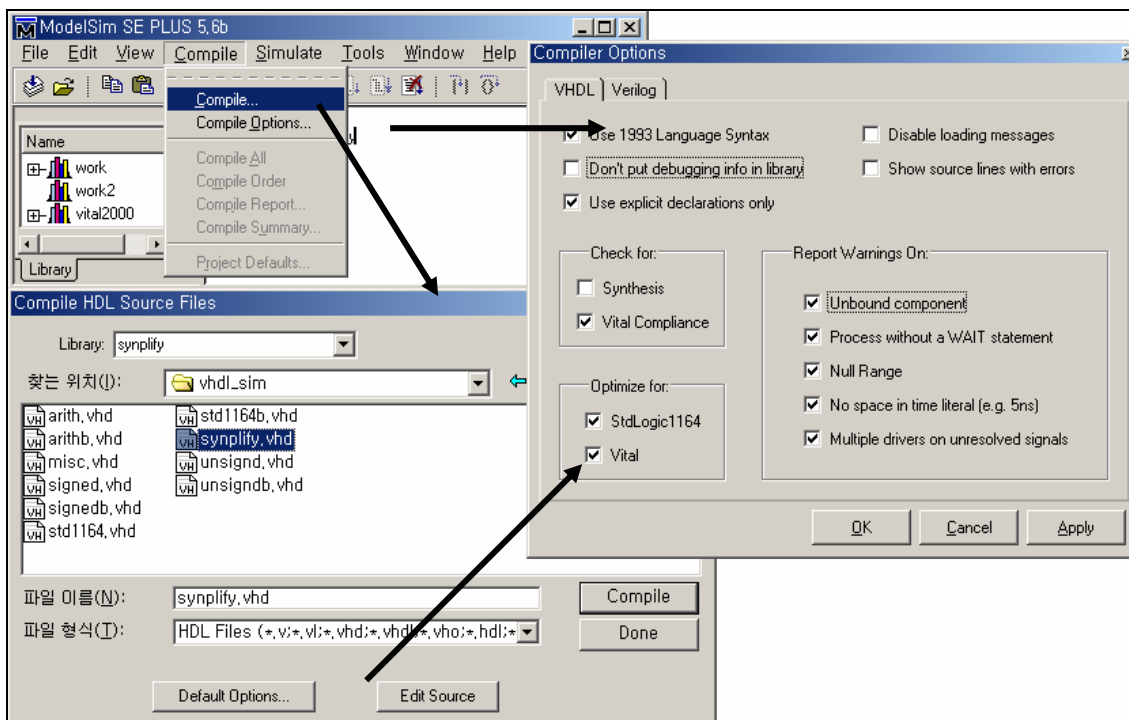 ModelSim SE PLUS 5,6b
File Edit View Compile Simulate Tools Window Help
Compile...
Compile Options...
Compile All
Compile Order
Compile Report...
Compile Summary...
Project Defaults...
Name
work
work2
vital2000
Library
Compiler Options
VHDL Verilog
Use 1993 Language Syntax
Disable loading messages
Don't put debugging info in library
Show source lines with errors
Use explicit declarations only
Check for:
Synthesis
Vital Compliance
Optimize for:
StdLogic1164
Vital
Report Warnings On:
Unbound component
Process without a WAIT statement
Null Range
No space in time literal (e.g. 5ns)
Multiple drivers on unresolved signals
OK Cancel Apply
Compile HDL Source Files
Library: synplify
찾는 위치(I): vhdl_sim
arith,vhd
arithb,vhd
misc,vhd
signed,vhd
signedb,vhd
std1164,vhd
std1164b,vhd
synplify,vhd
unsignd,vhd
unsigndb,vhd
파일 이름(N): synplify,vhd
Compile
파일 형식(T): HDL Files (*,v;*,vl;*,vhd;*,vhdl;*,vho;*,hdl;*
Done
Default Options... Edit Source